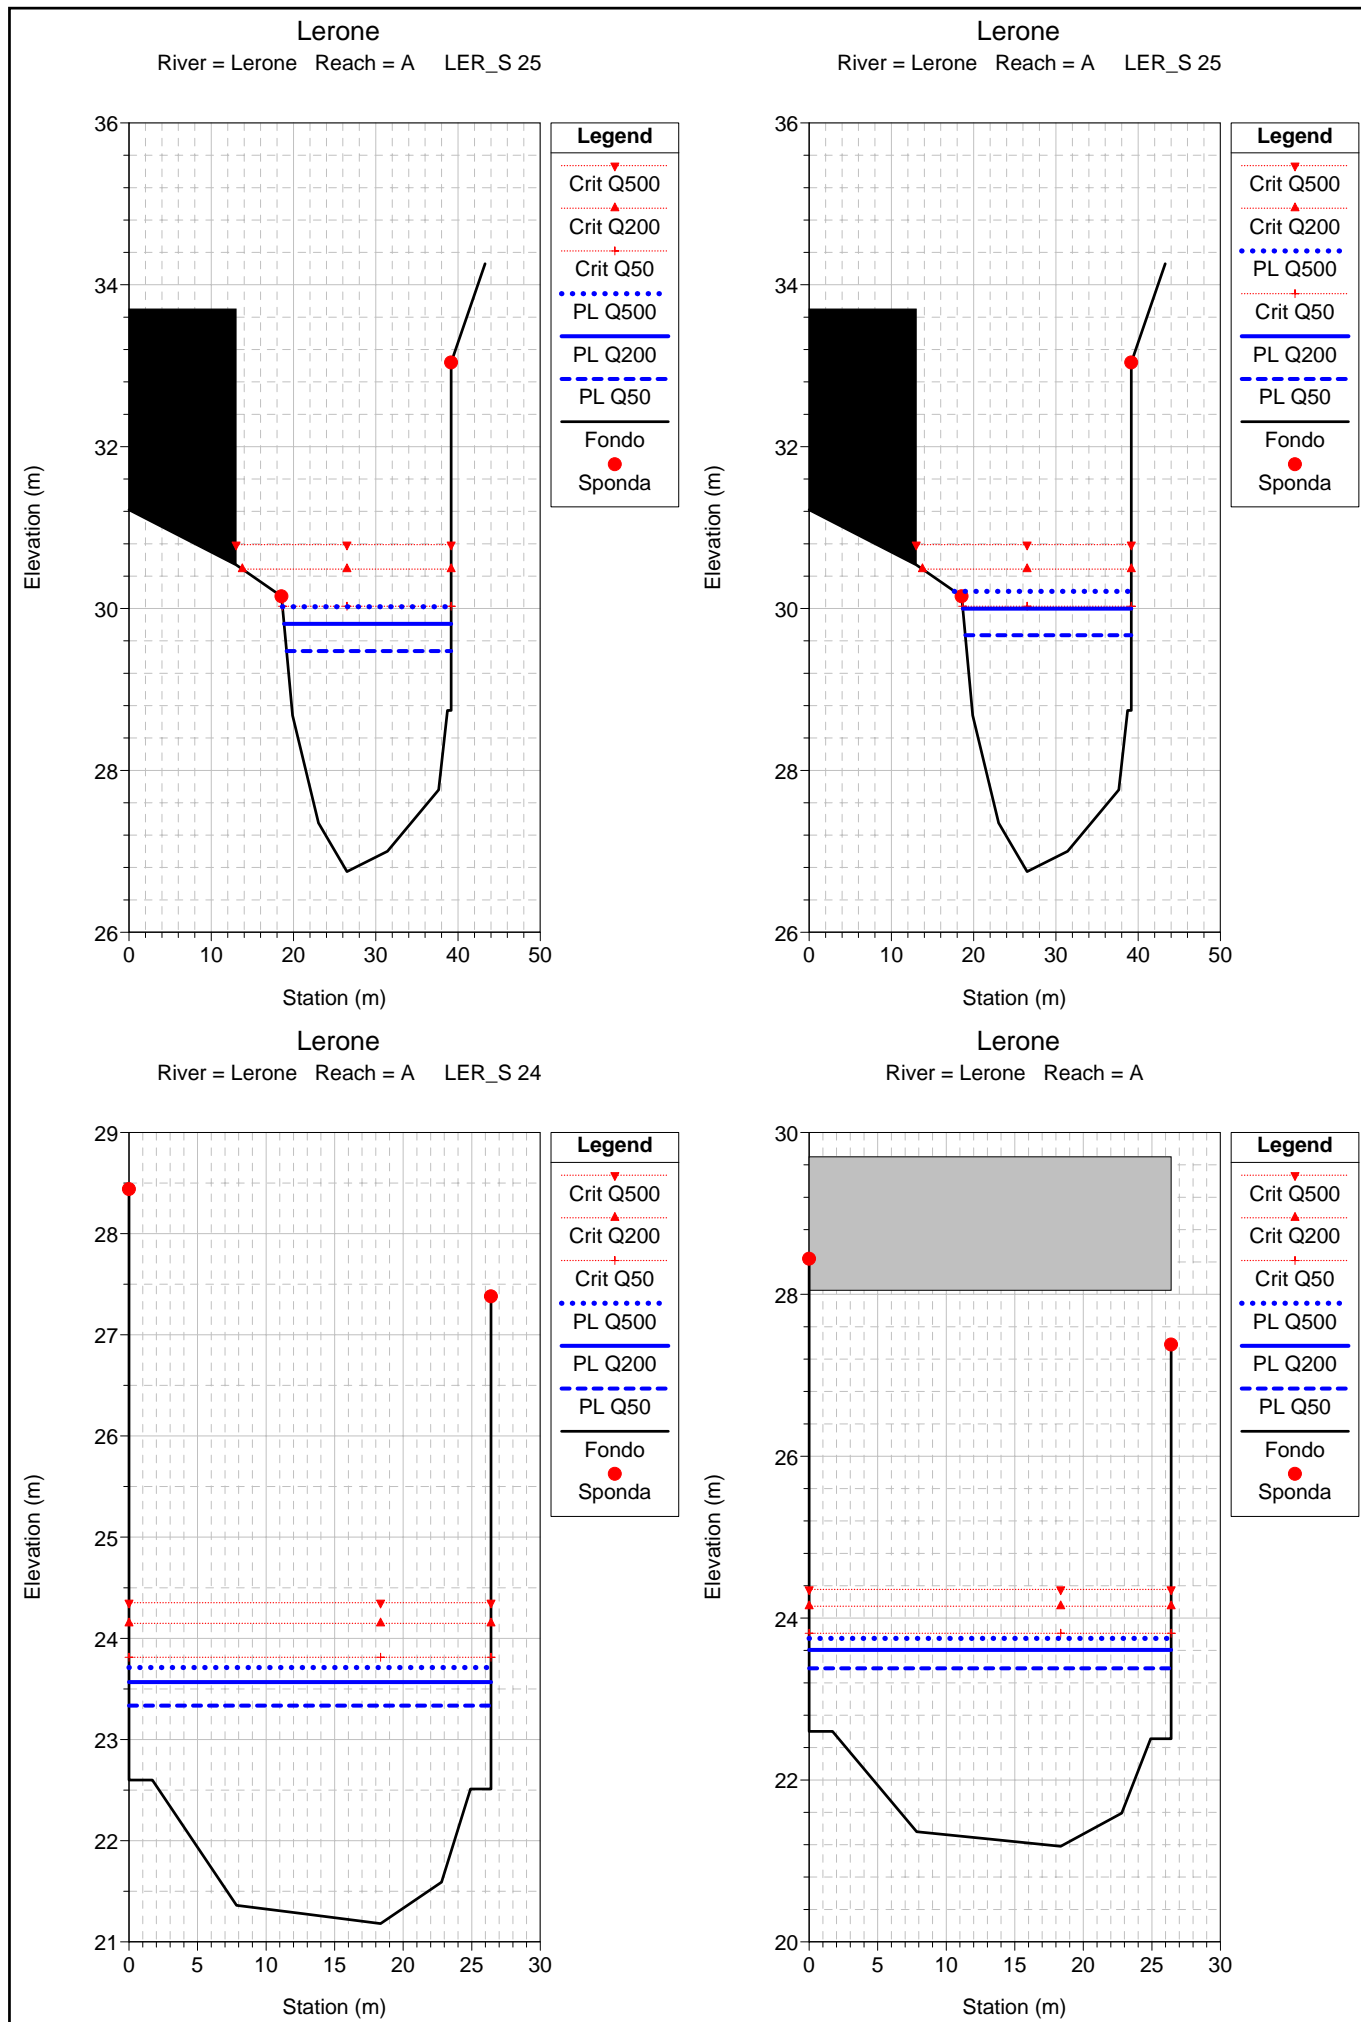 Lerone
River = Lerone Reach = A LER_S 25
36
34
32
30
28
26
0 10 20 30 40 50
Elevation (m)
Station (m)
Legend
Crit Q500
Crit Q200
Crit Q50
PL Q500
PL Q200
PL Q50
Fondo
Sponda
Lerone
River = Lerone Reach = A LER_S 25
36
34
32
30
28
26
0 10 20 30 40 50
Elevation (m)
Station (m)
Legend
Crit Q500
Crit Q200
PL Q500
Crit Q50
PL Q200
PL Q50
Fondo
Sponda
Lerone
River = Lerone Reach = A LER_S 24
29
28
27
26
25
24
23
22
21
0 5 10 15 20 25 30
Elevation (m)
Station (m)
Legend
Crit Q500
Crit Q200
Crit Q50
PL Q500
PL Q200
PL Q50
Fondo
Sponda
Lerone
River = Lerone Reach = A
30
28
26
24
22
20
0 5 10 15 20 25 30
Elevation (m)
Station (m)
Legend
Crit Q500
Crit Q200
Crit Q50
PL Q500
PL Q200
PL Q50
Fondo
Sponda